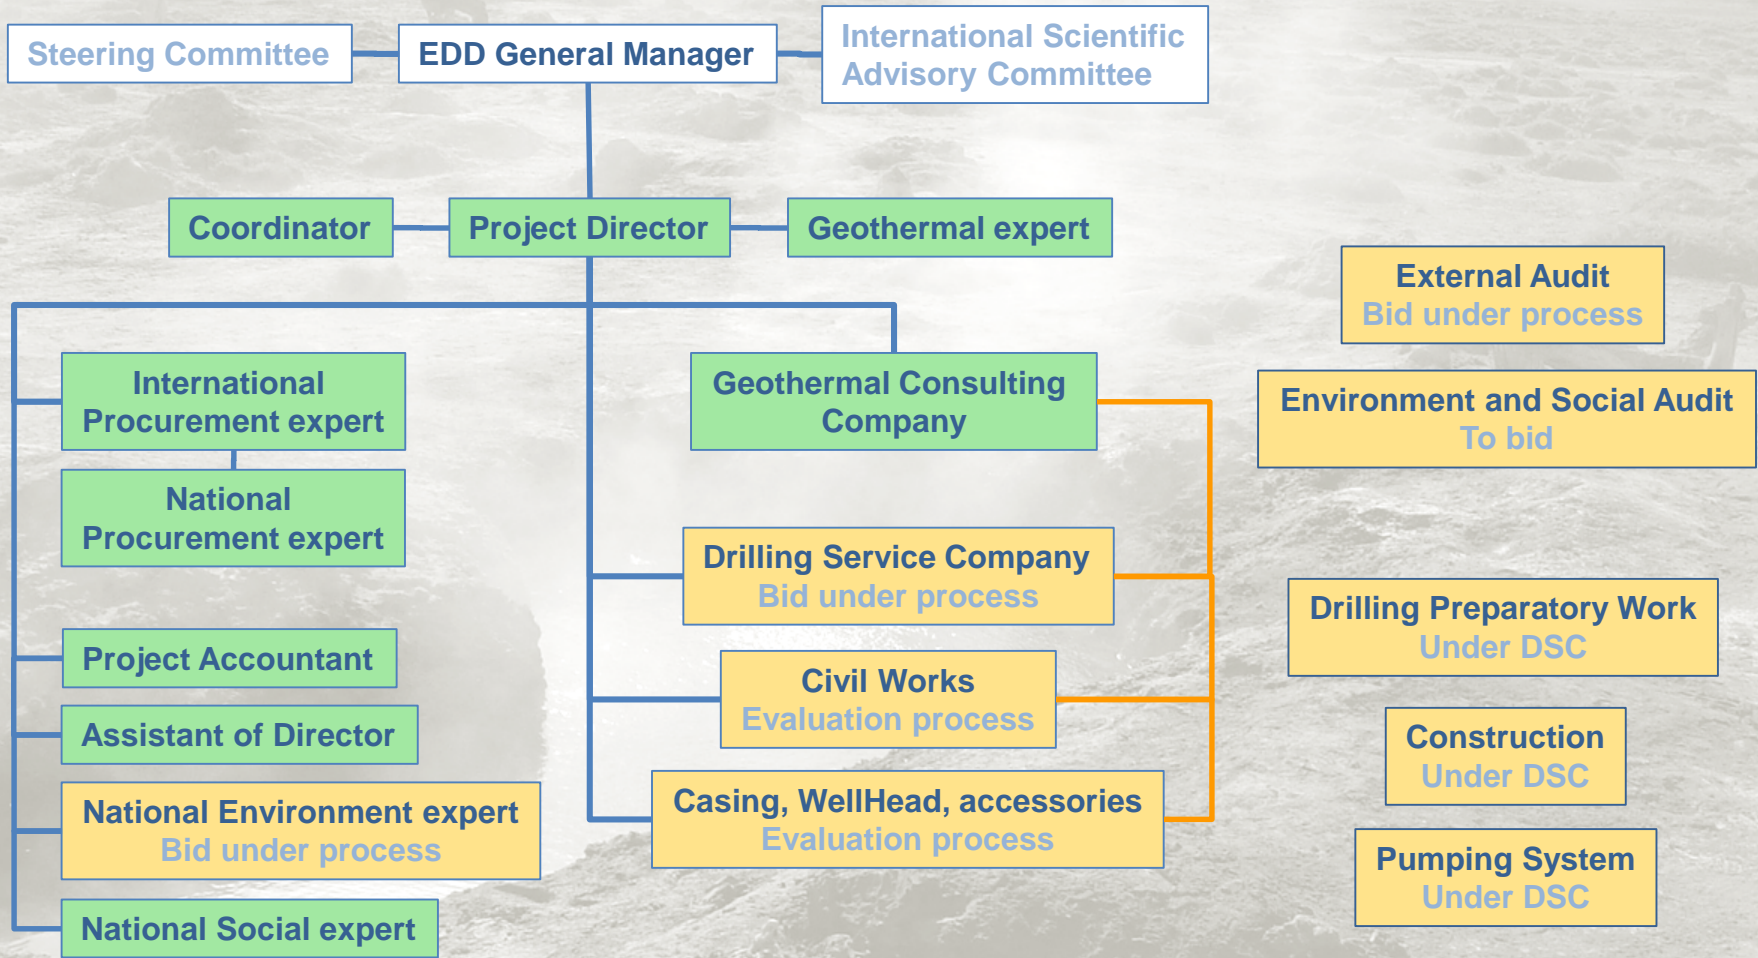 Steering Committee
EDD General Manager
International Scientific
Advisory Committee
Coordinator
Project Director
Geothermal expert
External Audit
Bid under process
International
Procurement expert
Geothermal Consulting
Company
Environment and Social Audit
To bid
National
Procurement expert
Drilling Service Company
Bid under process
Drilling Preparatory Work
Under DSC
Project Accountant
Civil Works
Evaluation process
Assistant of Director
Construction
Under DSC
National Environment expert
Bid under process
Casing, WellHead, accessories
Evaluation process
Pumping System
Under DSC
National Social expert